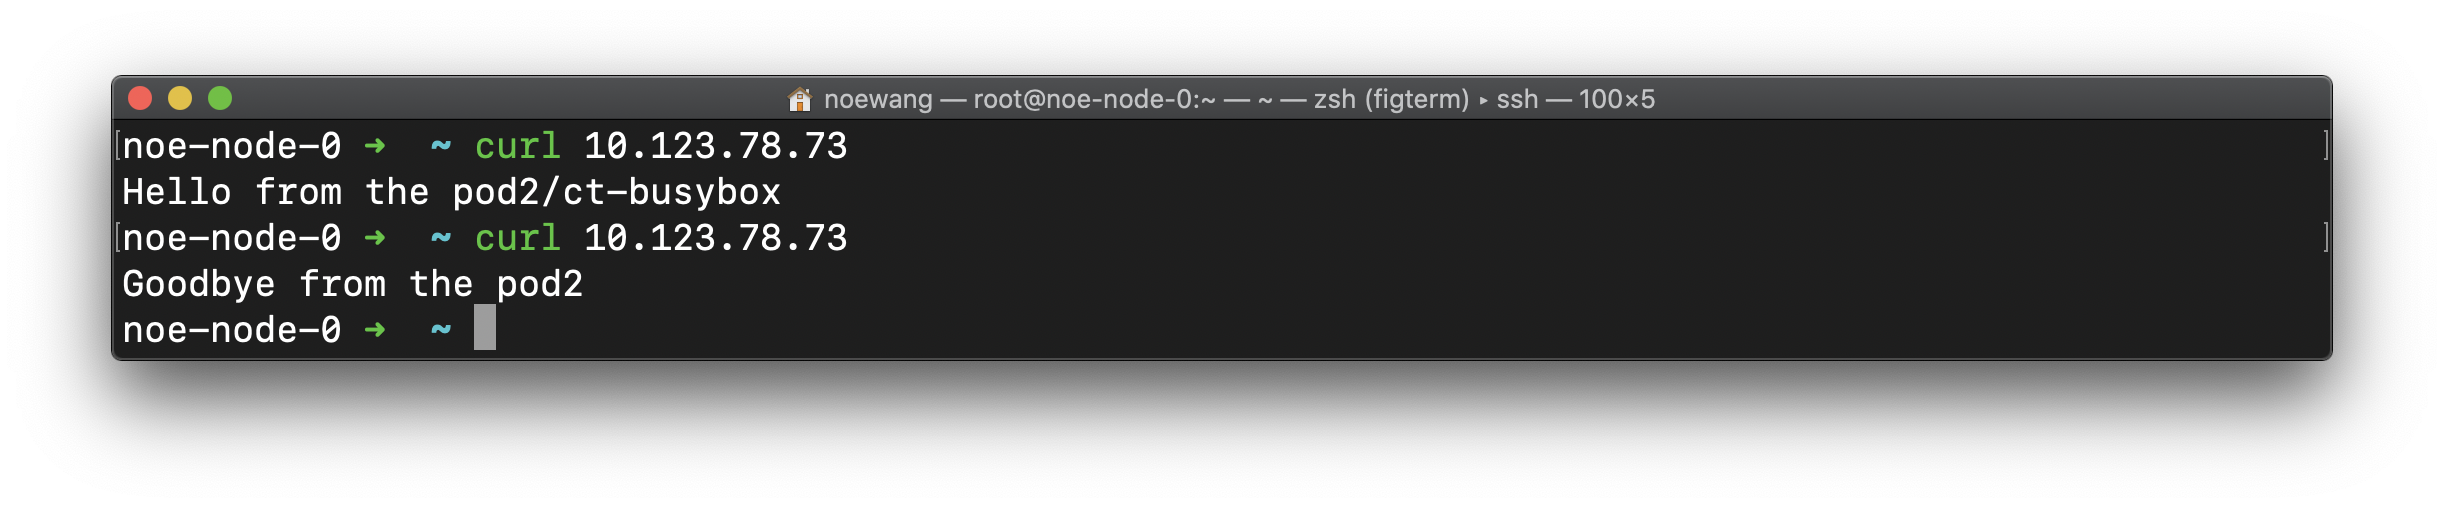 noewang — root@noe-node-0:~ — ~ — zsh (figterm) ▸ ssh — 100×5
[noe-node-0 ➜  ~ curl 10.123.78.73 ]
Hello from the pod2/ct-busybox
[noe-node-0 ➜  ~ curl 10.123.78.73 ]
Goodbye from the pod2
noe-node-0 ➜  ~